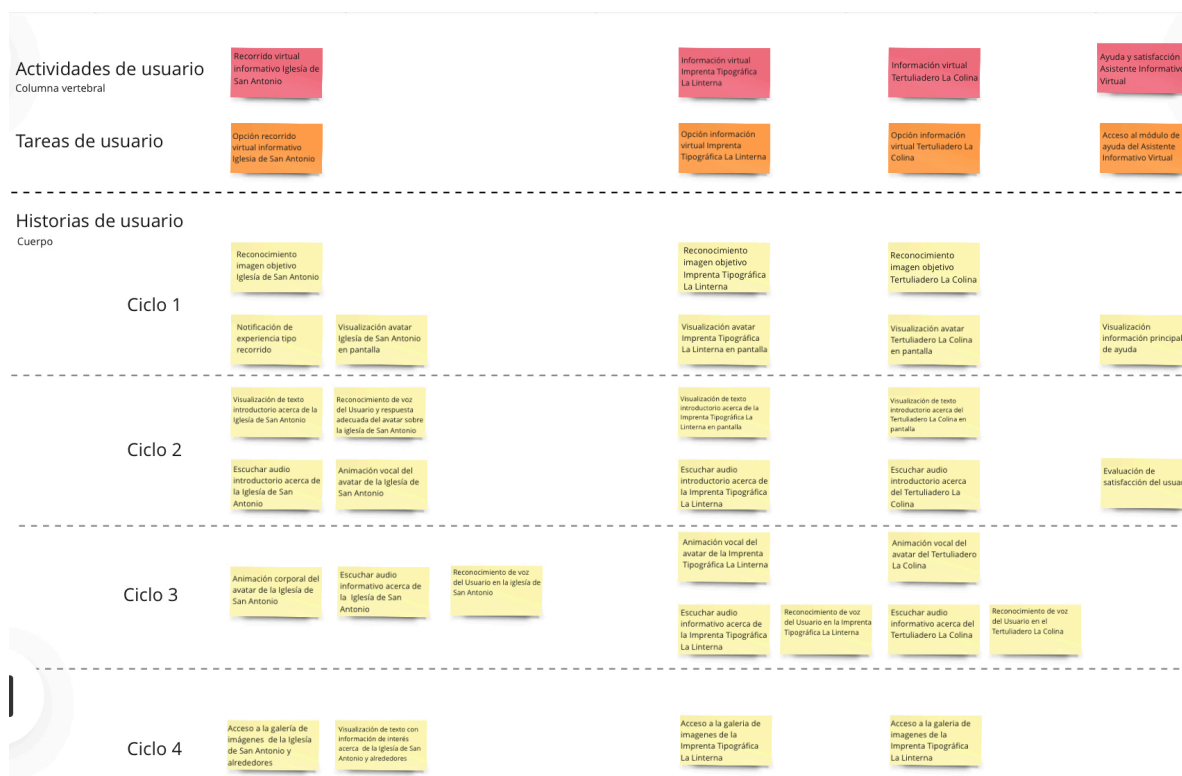 Actividades de usuario
Columna vertebral
Recorrido virtual
informativo Iglesia de
San Antonio
Información virtual
Imprenta Tipográfica
La Linterna
Información virtual
Tertuliadero La Colina
Ayuda y satisfacción
Asistente Informativo
Virtual
Tareas de usuario
Opción recorrido
virtual informativo
Iglesia de San Antonio
Opción información
virtual Imprenta
Tipográfica La Linterna
Opción información
virtual Tertuliadero La
Colina
Acceso al módulo de
ayuda del Asistente
Informativo Virtual
Historias de usuario
Cuerpo
Ciclo 1
Reconocimiento
imagen objetivo
Iglesía de San Antonio
Reconocimiento
imagen objetivo
Imprenta Tipográfica
La Linterna
Reconocimiento
imagen objetivo
Tertuliadero La Colina
Notificación de
experiencia tipo
recorrido
Visualización avatar
Iglesía de San Antonio
en pantalla
Visualización avatar
Imprenta Tipográfica
La Linterna en pantalla
Visualización avatar
Tertuliadero La Colina
en pantalla
Visualización
información principal
de ayuda
Ciclo 2
Visualización de texto
introductorio acerca de la
Iglesía de San Antonio
Reconocimiento de voz
del Usuario y respuesta
adecuada del avatar sobre
la iglesía de San Antonio
Visualización de texto
introductorio acerca de la
Imprenta Tipográfica La
Linterna en pantalla
Visualización de texto
introductorio acerca del
Tertuliadero La Colina en
pantalla
Escuchar audio
introductorio acerca de
la Iglesía de San
Antonio
Animación vocal del
avatar de la Iglesía de
San Antonio
Escuchar audio
introductorio acerca de
la Imprenta Tipográfica
La Linterna
Escuchar audio
introductorio acerca
del Tertuliadero La
Colina
Evaluación de
satisfacción del usuar
Ciclo 3
Animación corporal del
avatar de la Iglesía de
San Antonio
Escuchar audio
informativo acerca de
la Iglesía de San
Antonio
Reconocimiento de voz
del Usuario en la iglesía de
San Antonio
Animación vocal del
avatar de la Imprenta
Tipográfica La Linterna
Animación vocal del
avatar del Tertuliadero
La Colina
Escuchar audio
informativo acerca de
la Imprenta Tipográfica
La Linterna
Reconocimiento de voz
del Usuario en la Imprenta
Tipográfica La Linterna
Escuchar audio
informativo acerca del
Tertuliadero La Colina
Reconocimiento de voz
del Usuario en el
Tertuliadero La Colina
Ciclo 4
Acceso a la galería de
imágenes de la Iglesía
de San Antonio y
alrededores
Visualización de texto con
información de interés
acerca de la Iglesía de San
Antonio y alrededores
Acceso a la galeria de
imagenes de la
Imprenta Tipográfica
La Linterna
Acceso a la galeria de
imagenes de la
Imprenta Tipográfica
La Linterna